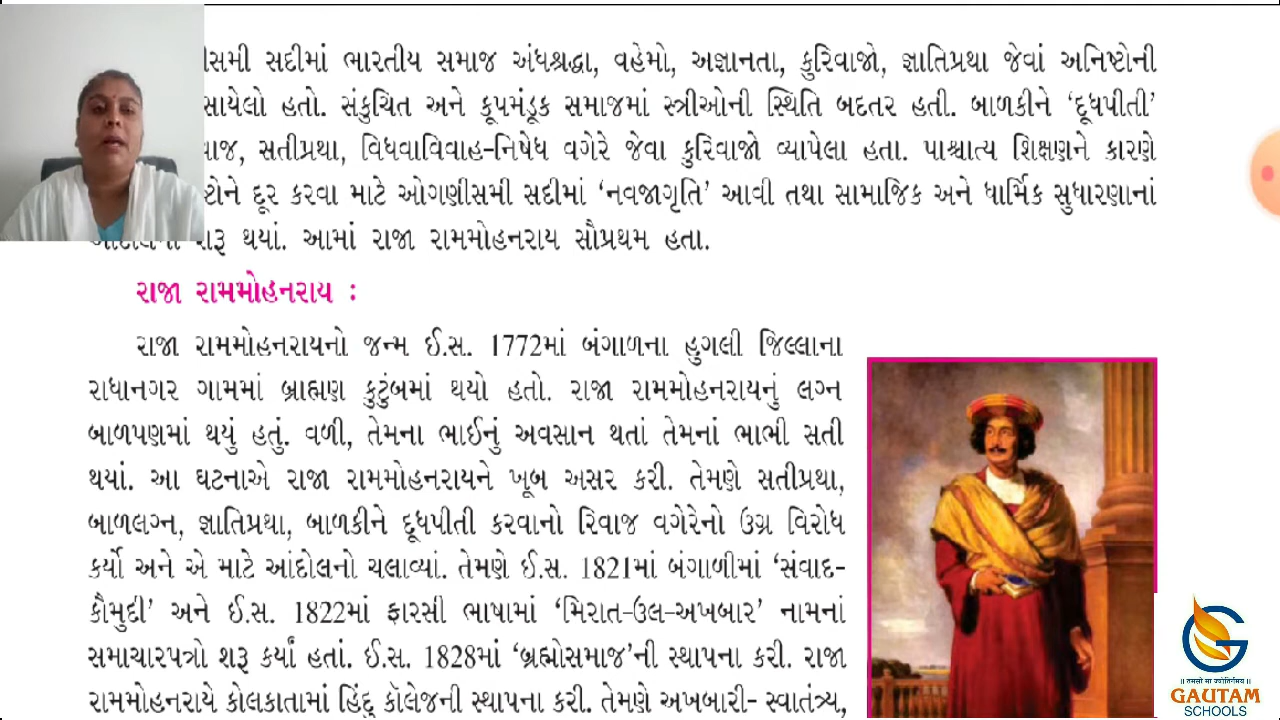 સદીમાં ભારતીય સમાજ અંધશ્રદ્ધા, વહેમો, અજ્ઞાનતા, કુરિવાજો, જ્ઞાતિપ્રથા જેવાં અનિષ્ટોની
હતો. સંકુચિત અને કૂપમંડૂક સમાજમાં સ્ત્રીઓની સ્થિતિ બદતર હતી. બાળકીને ‘દૂધપીતી’
સતીપ્રથા, વિધવાવિવાહ-નિષેધ વગેરે જેવા કુરિવાજો વ્યાપેલા હતા. પાશ્ચાત્ય શિક્ષણને કારણે
દૂર કરવા માટે ઓગણીસમી સદીમાં ‘નવજાગૃતિ’ આવી તથા સામાજિક અને ધાર્મિક સુધારણાનાં
થયાં. આમાં રાજા રામમોહનરાય સૌપ્રથમ હતા.
રાજા રામમોહનરાય :
રાજા રામમોહનરાયનો જન્મ ઈ.સ. 1772માં બંગાળના હુગલી જિલ્લાના
રાધાનગર ગામમાં બ્રાહ્મણ કુટુંબમાં થયો હતો. રાજા રામમોહનરાયનું લગ્ન
બાળપણમાં થયું હતું. વળી, તેમના ભાઈનું અવસાન થતાં તેમનાં ભાભી સતી
થયાં. આ ઘટનાએ રાજા રામમોહનરાયને ખૂબ અસર કરી. તેમણે સતીપ્રથા,
બાળલગ્ન, જ્ઞાતિપ્રથા, બાળકીને દૂધપીતી કરવાનો રિવાજ વગેરેનો ઉગ્ર વિરોધ
કર્યો અને એ માટે આંદોલનો ચલાવ્યાં. તેમણે ઈ.સ. 1821માં બંગાળીમાં ‘સંવાદ-
કૌમુદી’ અને ઈ.સ. 1822માં ફારસી ભાષામાં ‘મિરાત-ઉલ-અખબાર’ નામનાં
સમાચારપત્રો શરૂ કર્યાં હતાં. ઈ.સ. 1828માં ‘બ્રહ્મોસમાજ’ની સ્થાપના કરી. રાજા
રામમોહનરાયે કોલકાતામાં હિંદુ કૉલેજની સ્થાપના કરી. તેમણે અખબારી- સ્વાતંત્ર્ય,
॥ तमसो मा ज्योतिर्गमय ॥
GAUTAM
SCHOOLS